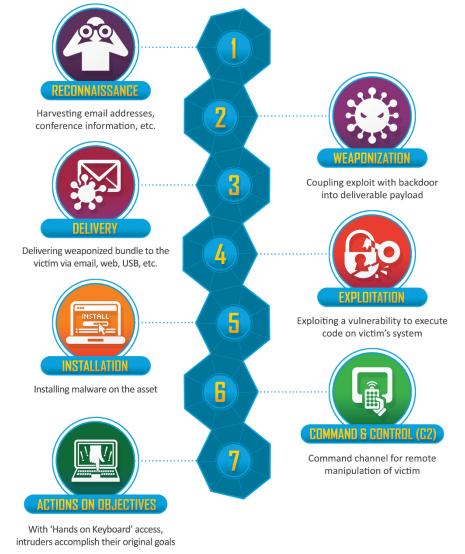 1
RECONNAISSANCE
Harvesting email addresses,
conference information, etc.
2
WEAPONIZATION
Coupling exploit with backdoor
into deliverable payload
3
DELIVERY
Delivering weaponized bundle to the
victim via email, web, USB, etc.
4
EXPLOITATION
Exploiting a vulnerability to execute
code on victim's system
5
INSTALL
INSTALLATION
Installing malware on the asset
6
COMMAND & CONTROL (C2)
Command channel for remote
manipulation of victim
7
ACTIONS ON OBJECTIVES
With 'Hands on Keyboard' access,
intruders accomplish their original goals